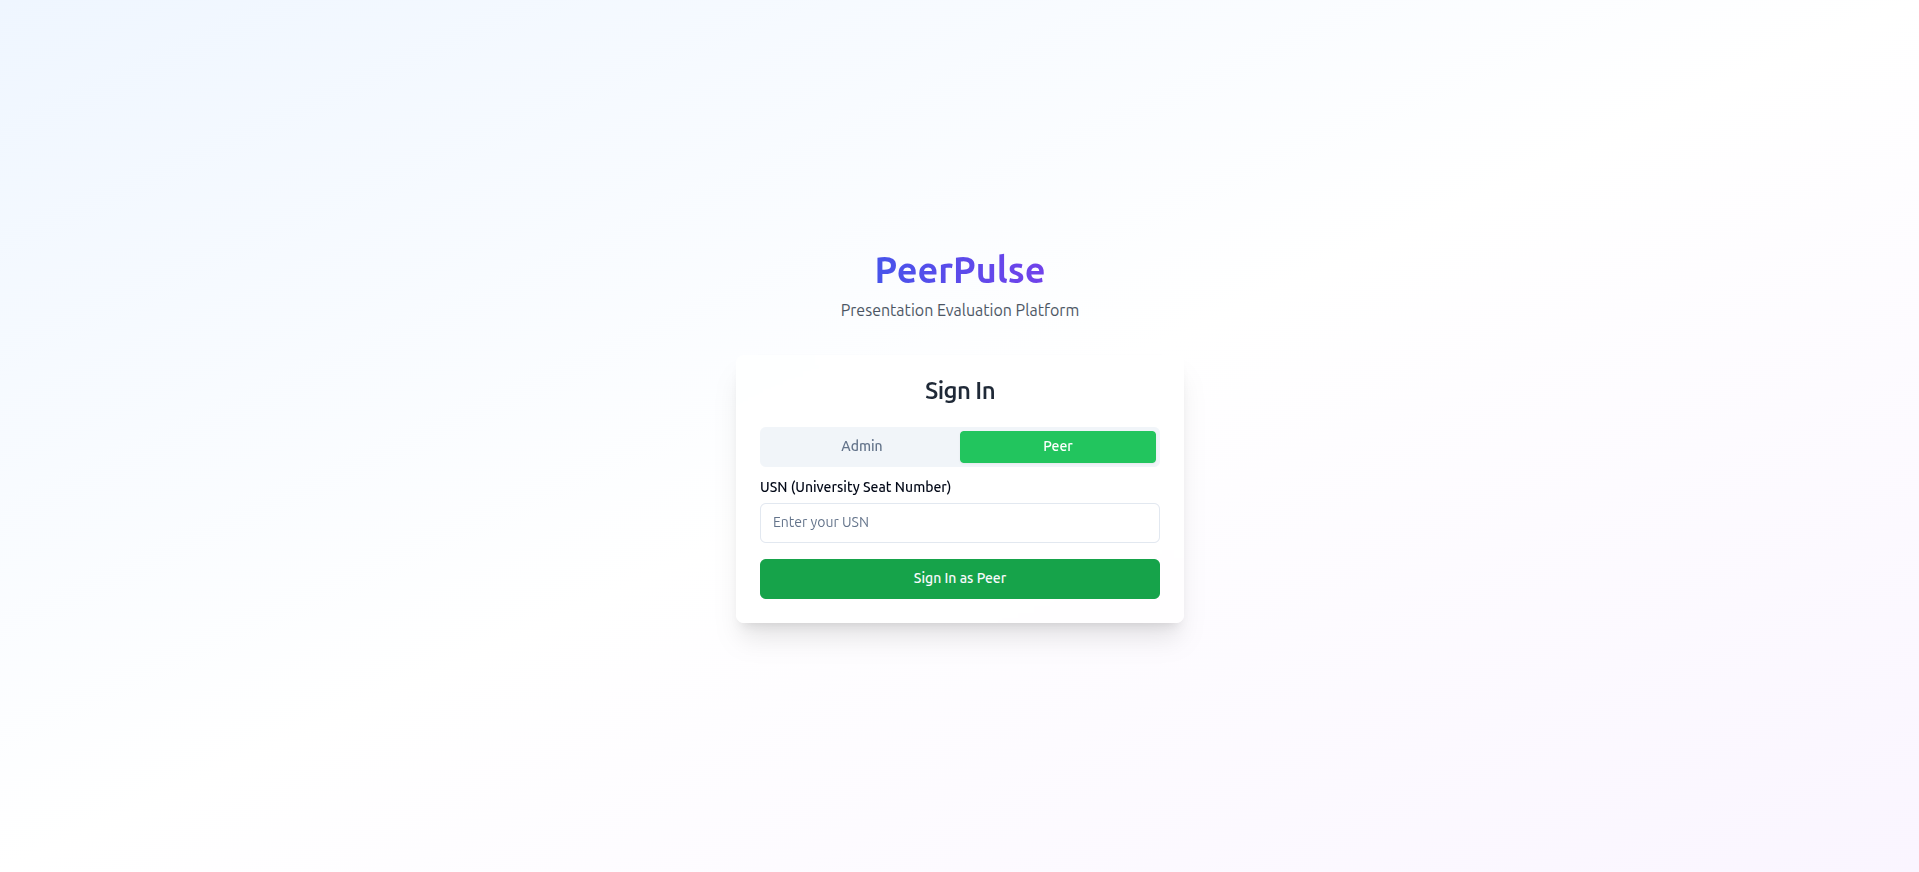 PeerPulse
Presentation Evaluation Platform
Sign In
Admin Peer
USN (University Seat Number)
Enter your USN
Sign In as Peer